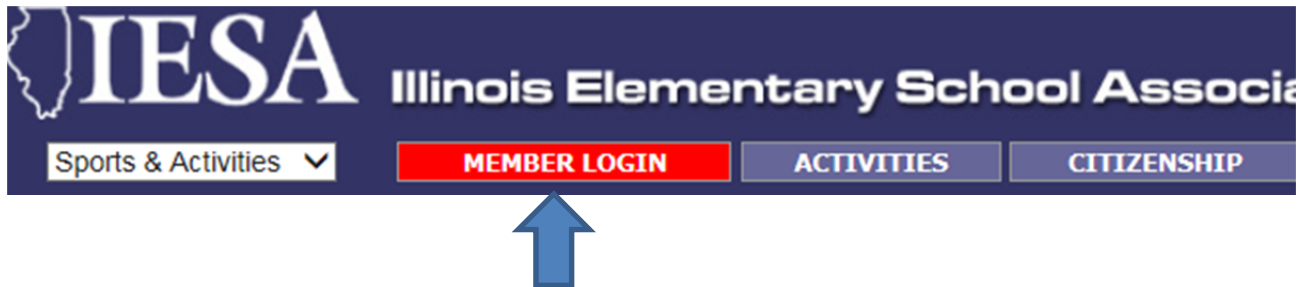 IESA Illinois Elementary School Associa
Sports & Activities MEMBER LOGIN ACTIVITIES CITIZENSHIP